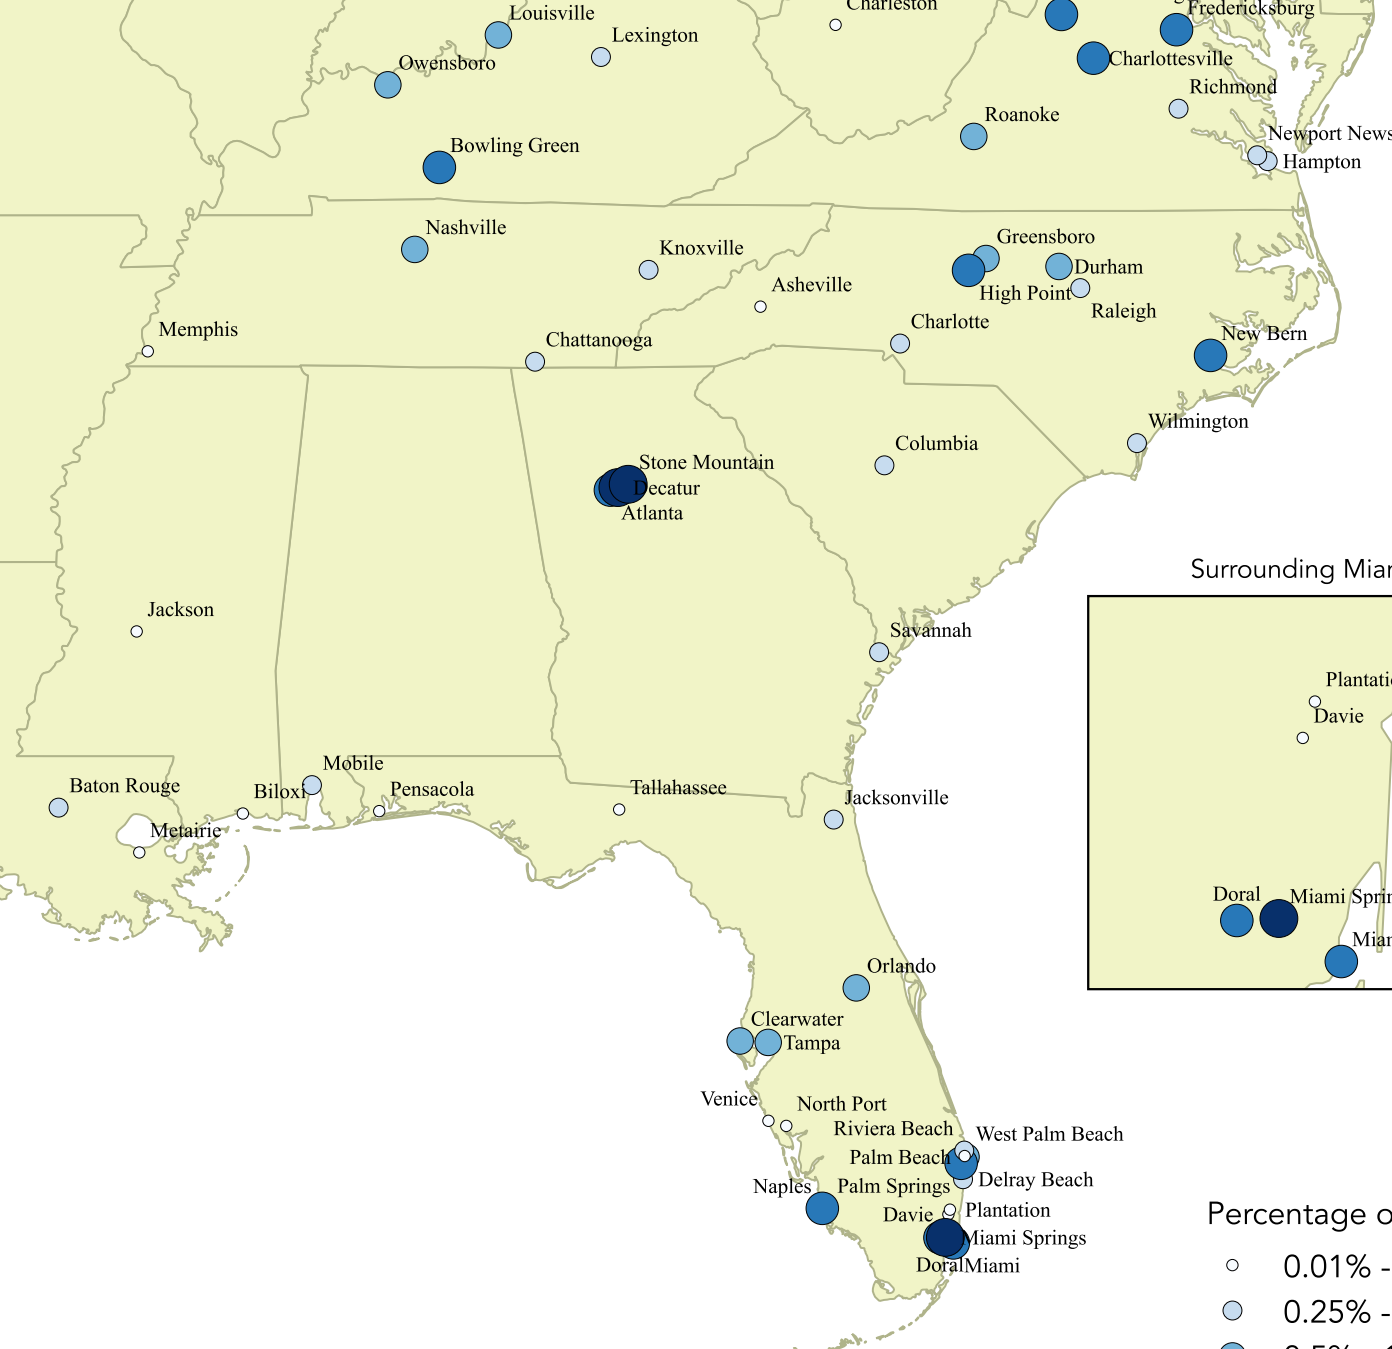 Charleston
Fredericksburg
Louisville
Lexington
Owensboro
Charlottesville
Richmond
Roanoke
Newport News
Hampton
Bowling Green
Nashville
Knoxville
Greensboro
Durham
Asheville
High Point
Raleigh
Charlotte
Memphis
Chattanooga
New Bern
Wilmington
Columbia
Stone Mountain
Decatur
Atlanta
Surrounding Miam
Jackson
Savannah
Plantatio
Davie
Mobile
Baton Rouge
Biloxi
Pensacola
Tallahassee
Jacksonville
Metairie
Doral
Miami Sprin
Miam
Orlando
Clearwater
Tampa
Venice
North Port
Riviera Beach
West Palm Beach
Palm Beach
Delray Beach
Naples
Palm Springs
Plantation
Davie
Miami Springs
Doral
Miami
Percentage o
0.01% -
0.25% -